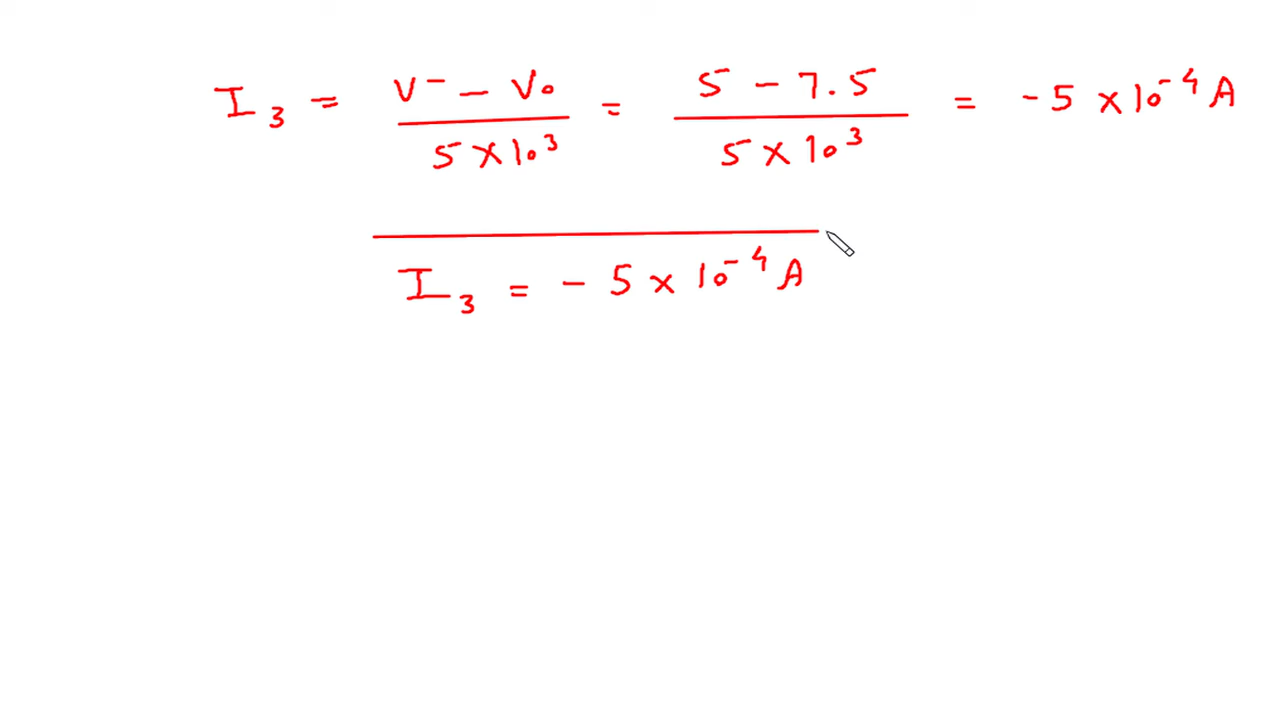 I₃ = (V⁻ − V₀)/(5 × 10³) = (5 − 7.5)/(5 × 10³) = −5 × 10⁻⁴ A
I₃ = −5 × 10⁻⁴ A